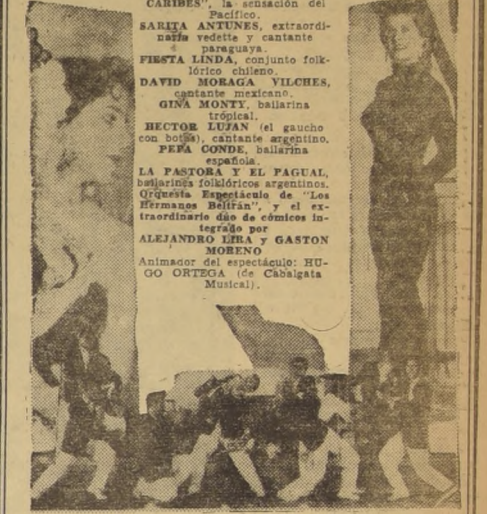 CARIBES", la sensación del
Pacífico.
SARITA ANTUNES, extraordi-
naria vedette y cantante
paraguaya.
FIESTA LINDA, conjunto folk-
lórico chileno.
DAVID MORAGA VILCHES,
cantante mexicano.
GINA MONTY, bailarina
tropical.
HECTOR LUJAN (el gaucho
con botas), cantante argentino.
PEPA CONDE, bailarina
española.
LA PASTORA Y EL PAGUAL,
bailarines folklóricos argentinos.
Orquesta Espectáculo de "Los
Hermanos Beltrán", y el ex-
traordinario dúo de cómicos in-
tegrado por
ALEJANDRO LIRA y GASTON
MORENO
Animador del espectáculo: HU-
GO ORTEGA (de Cabalgata
Musical).